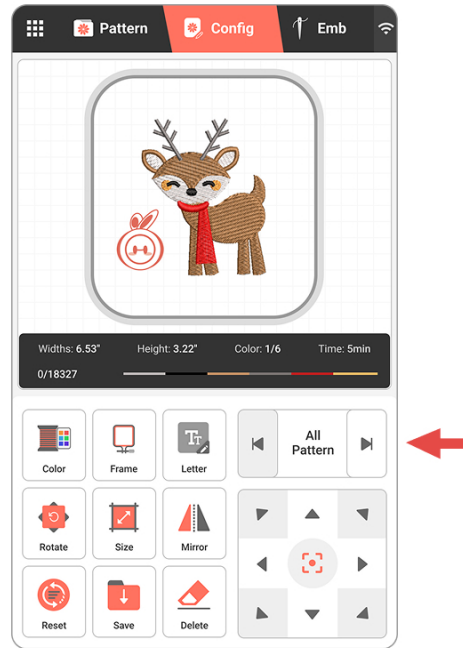 Pattern
Config
Emb
Widths: 6.53"
Height: 3.22"
Color: 1/6
Time: 5min
0/18327
Color
Frame
Letter
All
Pattern
Rotate
Size
Mirror
Reset
Save
Delete